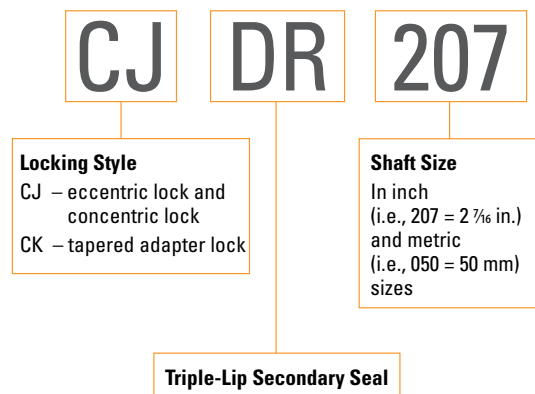 CJ DR 207
Locking Style
CJ – eccentric lock and
concentric lock
CK – tapered adapter lock
Shaft Size
In inch
(i.e., 207 = 2 7⁄16 in.)
and metric
(i.e., 050 = 50 mm)
sizes
Triple-Lip Secondary Seal